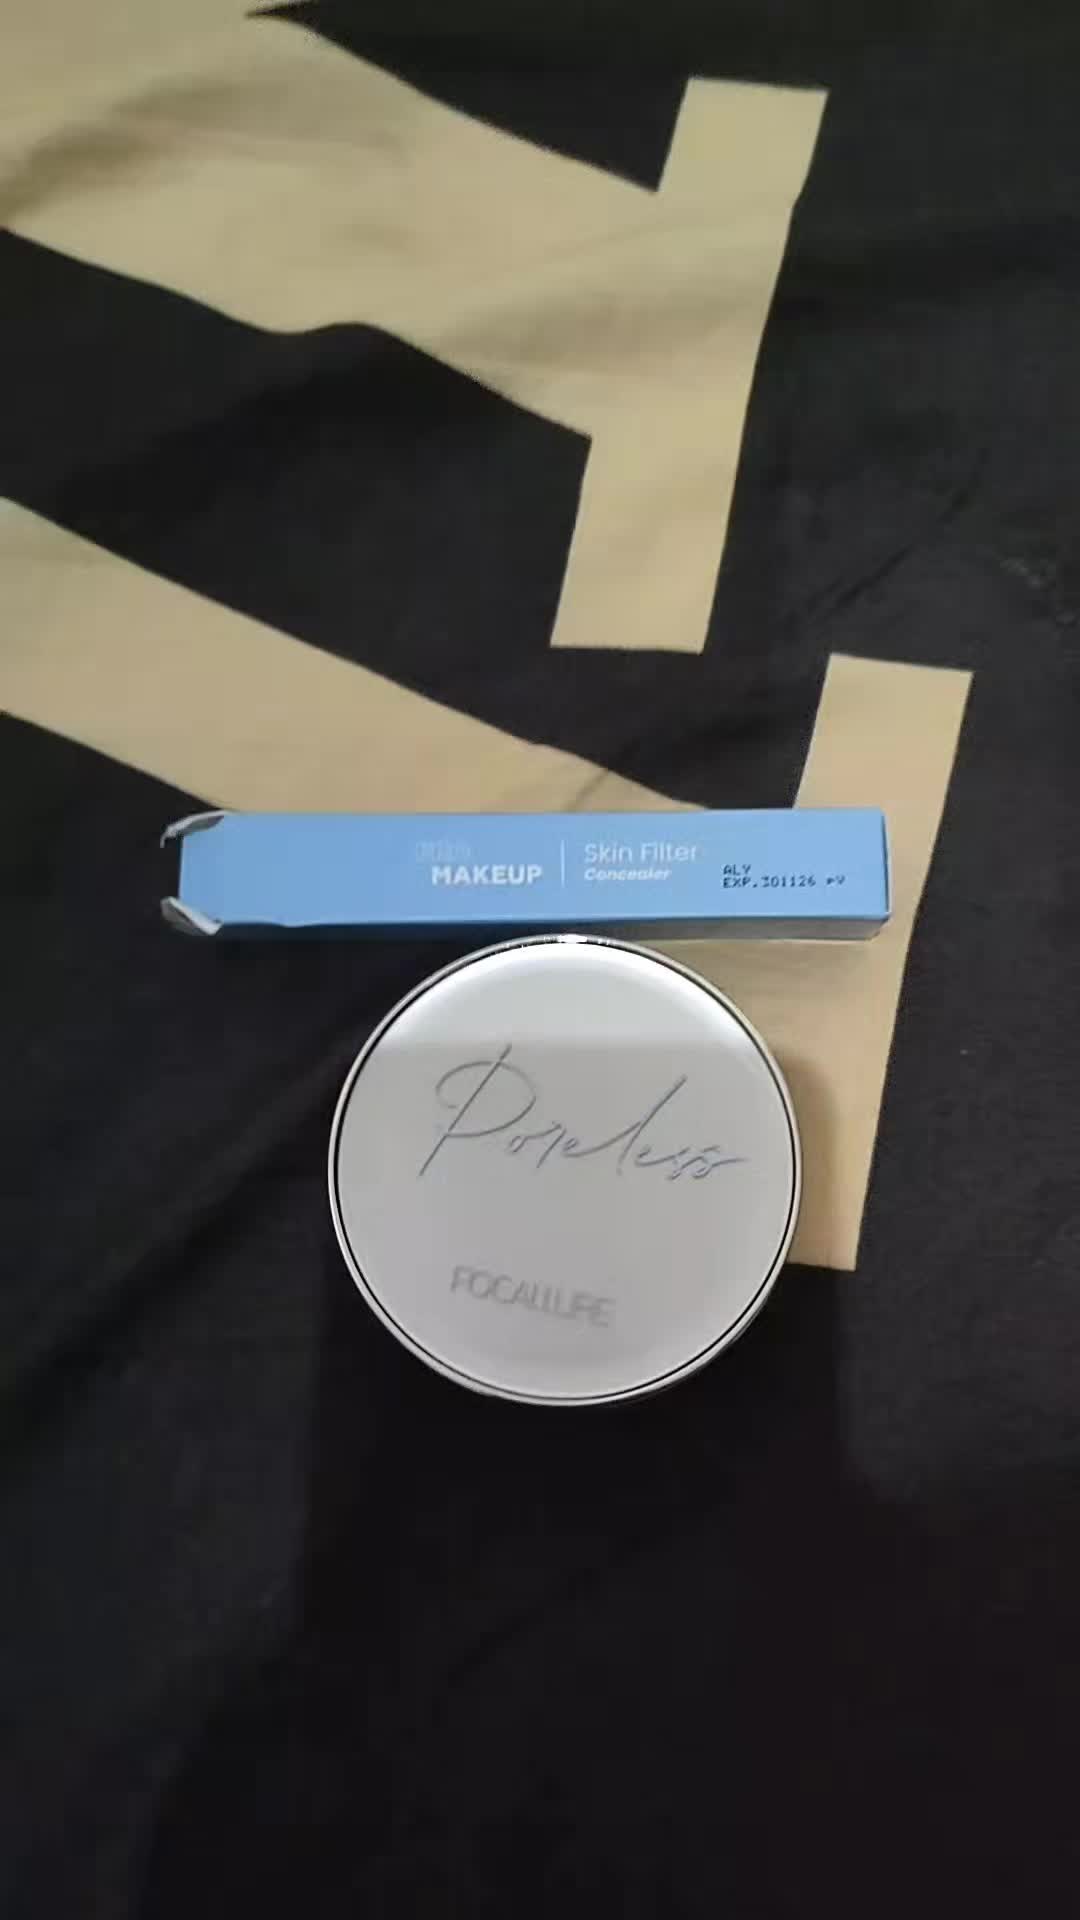 MAKEUP
Skin Filter
Concealer
ALY
EXP.301126
Poreless
FOCALLURE